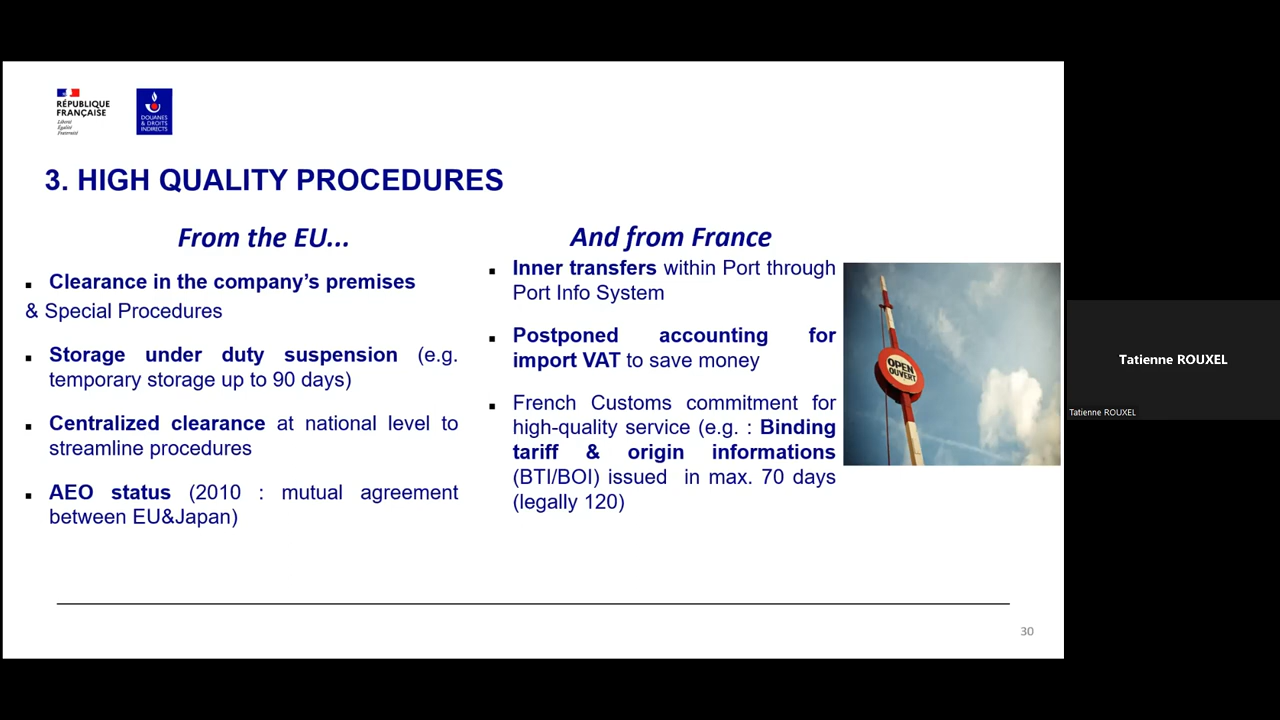 RÉPUBLIQUE
FRANÇAISE
Liberté
Égalité
Fraternité
DOUANES
& DROITS
INDIRECTS
3. HIGH QUALITY PROCEDURES
From the EU...
▪ Clearance in the company’s premises
& Special Procedures
▪ Storage under duty suspension (e.g.
temporary storage up to 90 days)
▪ Centralized clearance at national level to
streamline procedures
▪ AEO status (2010 : mutual agreement
between EU&Japan)
And from France
▪ Inner transfers within Port through
Port Info System
▪ Postponed accounting for
import VAT to save money
▪ French Customs commitment for
high-quality service (e.g. : Binding
tariff & origin informations
(BTI/BOI) issued in max. 70 days
(legally 120)
OPEN
OUVERT
30
Tatienne ROUXEL
Tatienne ROUXEL